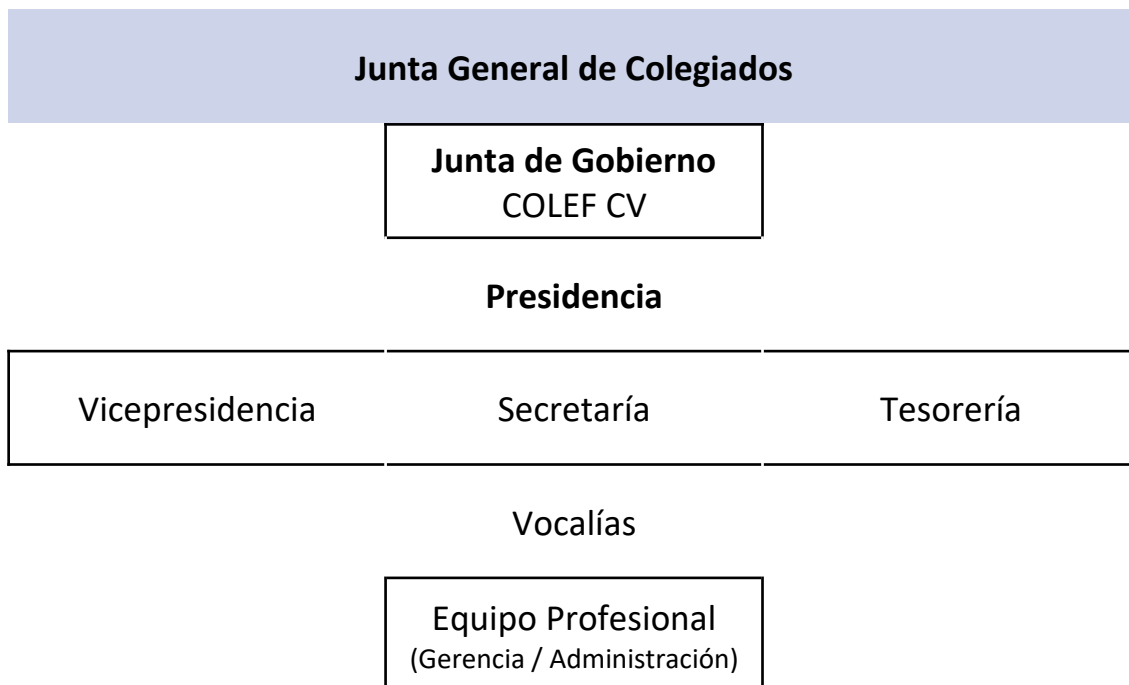 Junta General de Colegiados
Junta de Gobierno
COLEF CV
Presidencia
Vicepresidencia Secretaría Tesorería
Vocalías
Equipo Profesional
(Gerencia / Administración)